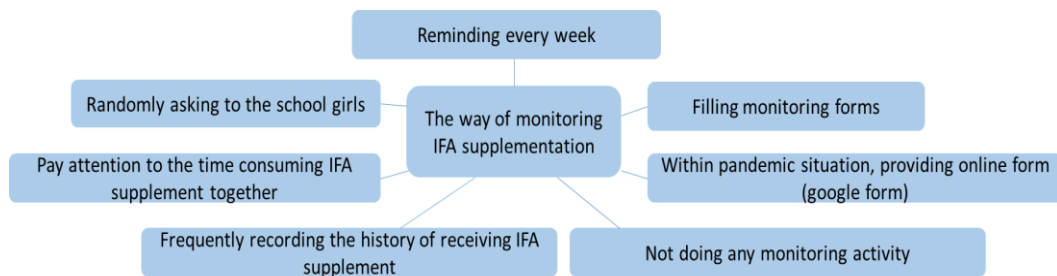 Reminding every week
Randomly asking to the school girls
The way of monitoring
IFA supplementation
Filling monitoring forms
Pay attention to the time consuming IFA
supplement together
Within pandemic situation, providing online form
(google form)
Frequently recording the history of receiving IFA
supplement
Not doing any monitoring activity